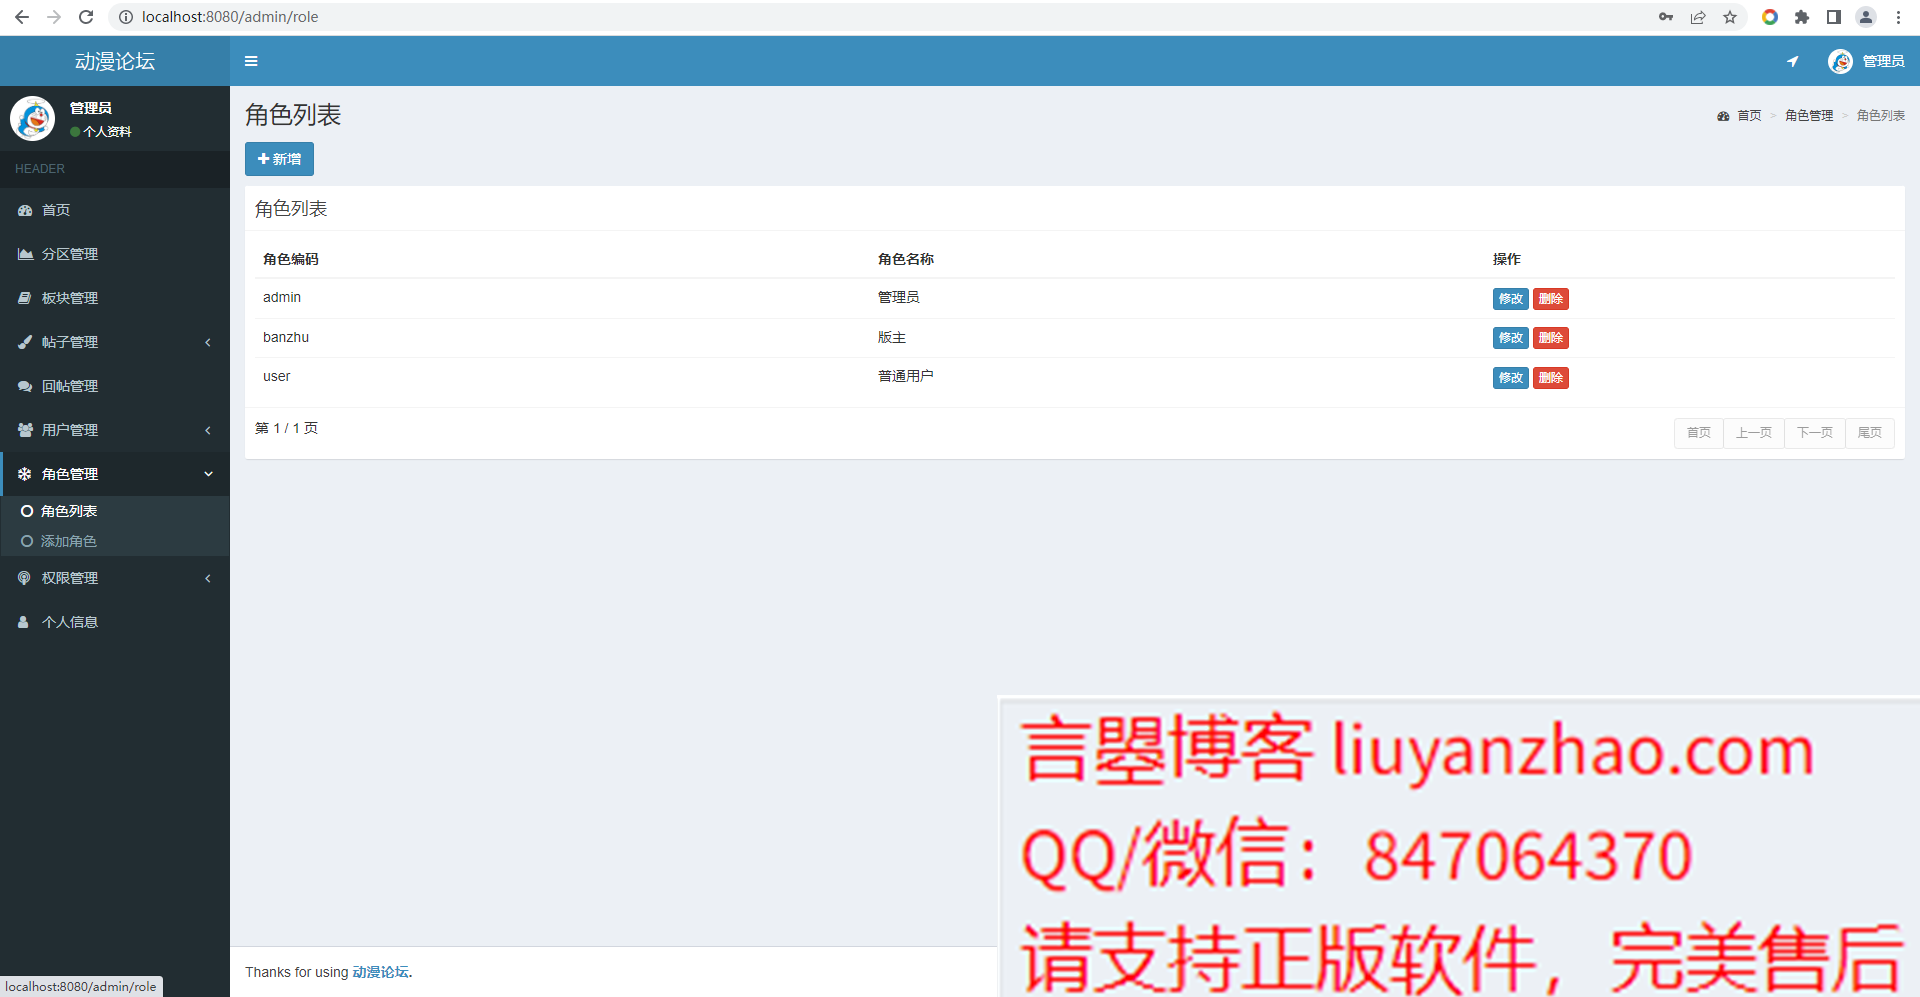 localhost:8080/admin/role
动漫论坛
管理员
管理员
个人资料
HEADER
首页
分区管理
板块管理
帖子管理
回帖管理
用户管理
角色管理
角色列表
添加角色
权限管理
个人信息
角色列表
首页 > 角色管理 > 角色列表
新增
角色列表
角色编码 角色名称 操作
admin 管理员 修改 删除
banzhu 版主 修改 删除
user 普通用户 修改 删除
第 1 / 1 页
首页 上一页 下一页 尾页
言曌博客 liuyanzhao.com
QQ/微信：847064370
请支持正版软件，完美售后
Thanks for using 动漫论坛.
localhost:8080/admin/role